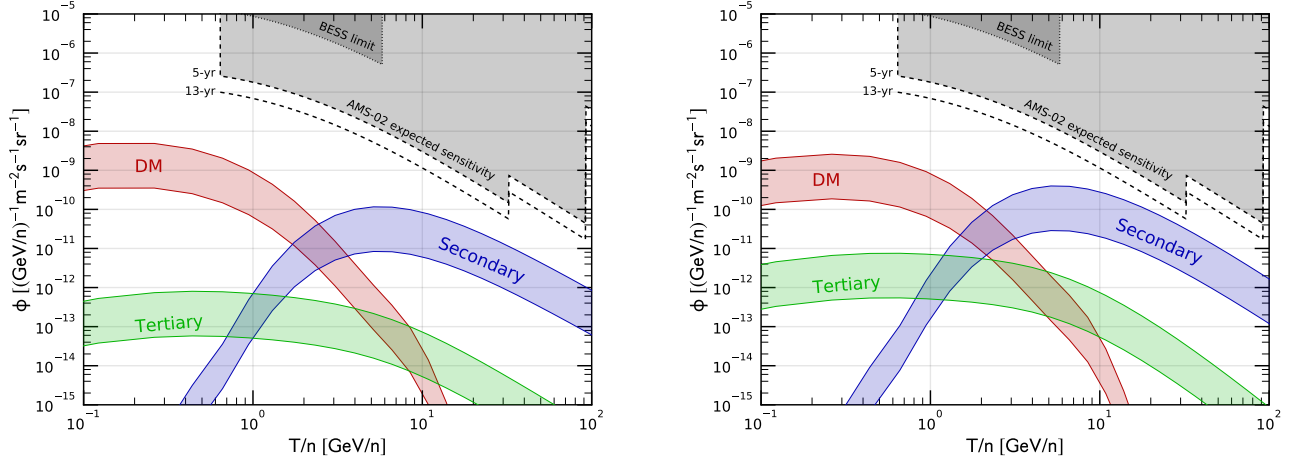 10⁻⁵
10⁻⁶
10⁻⁷
10⁻⁸
10⁻⁹
10⁻¹⁰
10⁻¹¹
10⁻¹²
10⁻¹³
10⁻¹⁴
10⁻¹⁵
ϕ [(GeV/n)⁻¹m⁻²s⁻¹sr⁻¹]
BESS limit
5-yr
13-yr
AMS-02 expected sensitivity
DM
Secondary
Tertiary
10⁻¹ 10⁰ 10¹ 10²
T/n [GeV/n]
10⁻⁵
10⁻⁶
10⁻⁷
10⁻⁸
10⁻⁹
10⁻¹⁰
10⁻¹¹
10⁻¹²
10⁻¹³
10⁻¹⁴
10⁻¹⁵
ϕ [(GeV/n)⁻¹m⁻²s⁻¹sr⁻¹]
BESS limit
5-yr
13-yr
AMS-02 expected sensitivity
DM
Secondary
Tertiary
10⁻¹ 10⁰ 10¹ 10²
T/n [GeV/n]